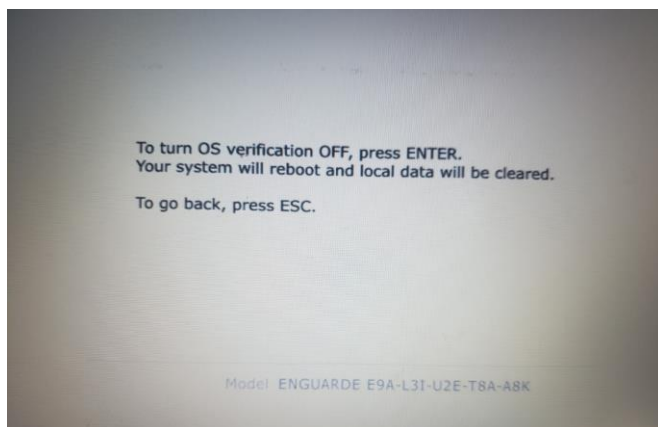 To turn OS verification OFF, press ENTER.
Your system will reboot and local data will be cleared.
To go back, press ESC.
Model ENGUARDE E9A-L3I-U2E-T8A-A8K